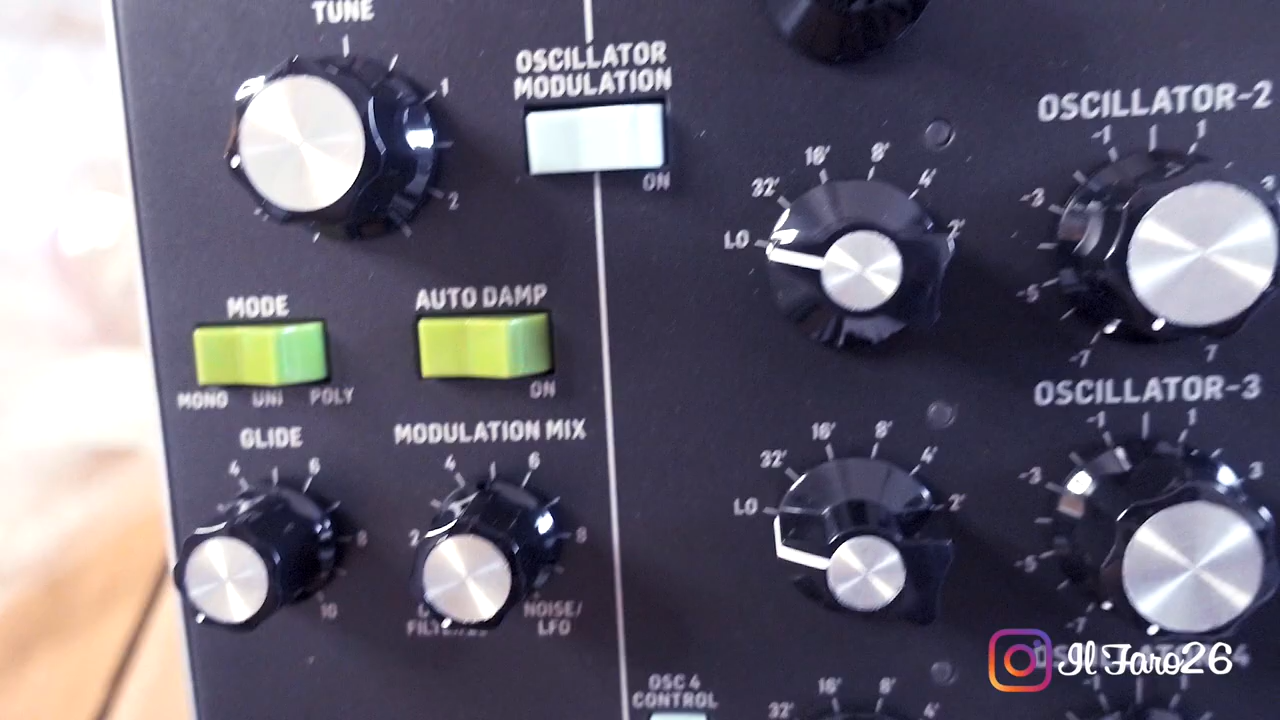 TUNE
1
2
OSCILLATOR
MODULATION
ON
MODE
MONO UNI POLY
AUTO DAMP
ON
GLIDE
4 6
8
10
MODULATION MIX
4 6
2 8
NOISE/
LFO
LO 32' 16' 8' 4' 2'
OSCILLATOR-2
-7 -5 -3 -1 1 3 7
LO 32' 16' 8' 4' 2'
OSCILLATOR-3
-7 -5 -3 -1 1 3
OSC 4
CONTROL
32' 16' 8' 4'
-1 1
Il Faro26